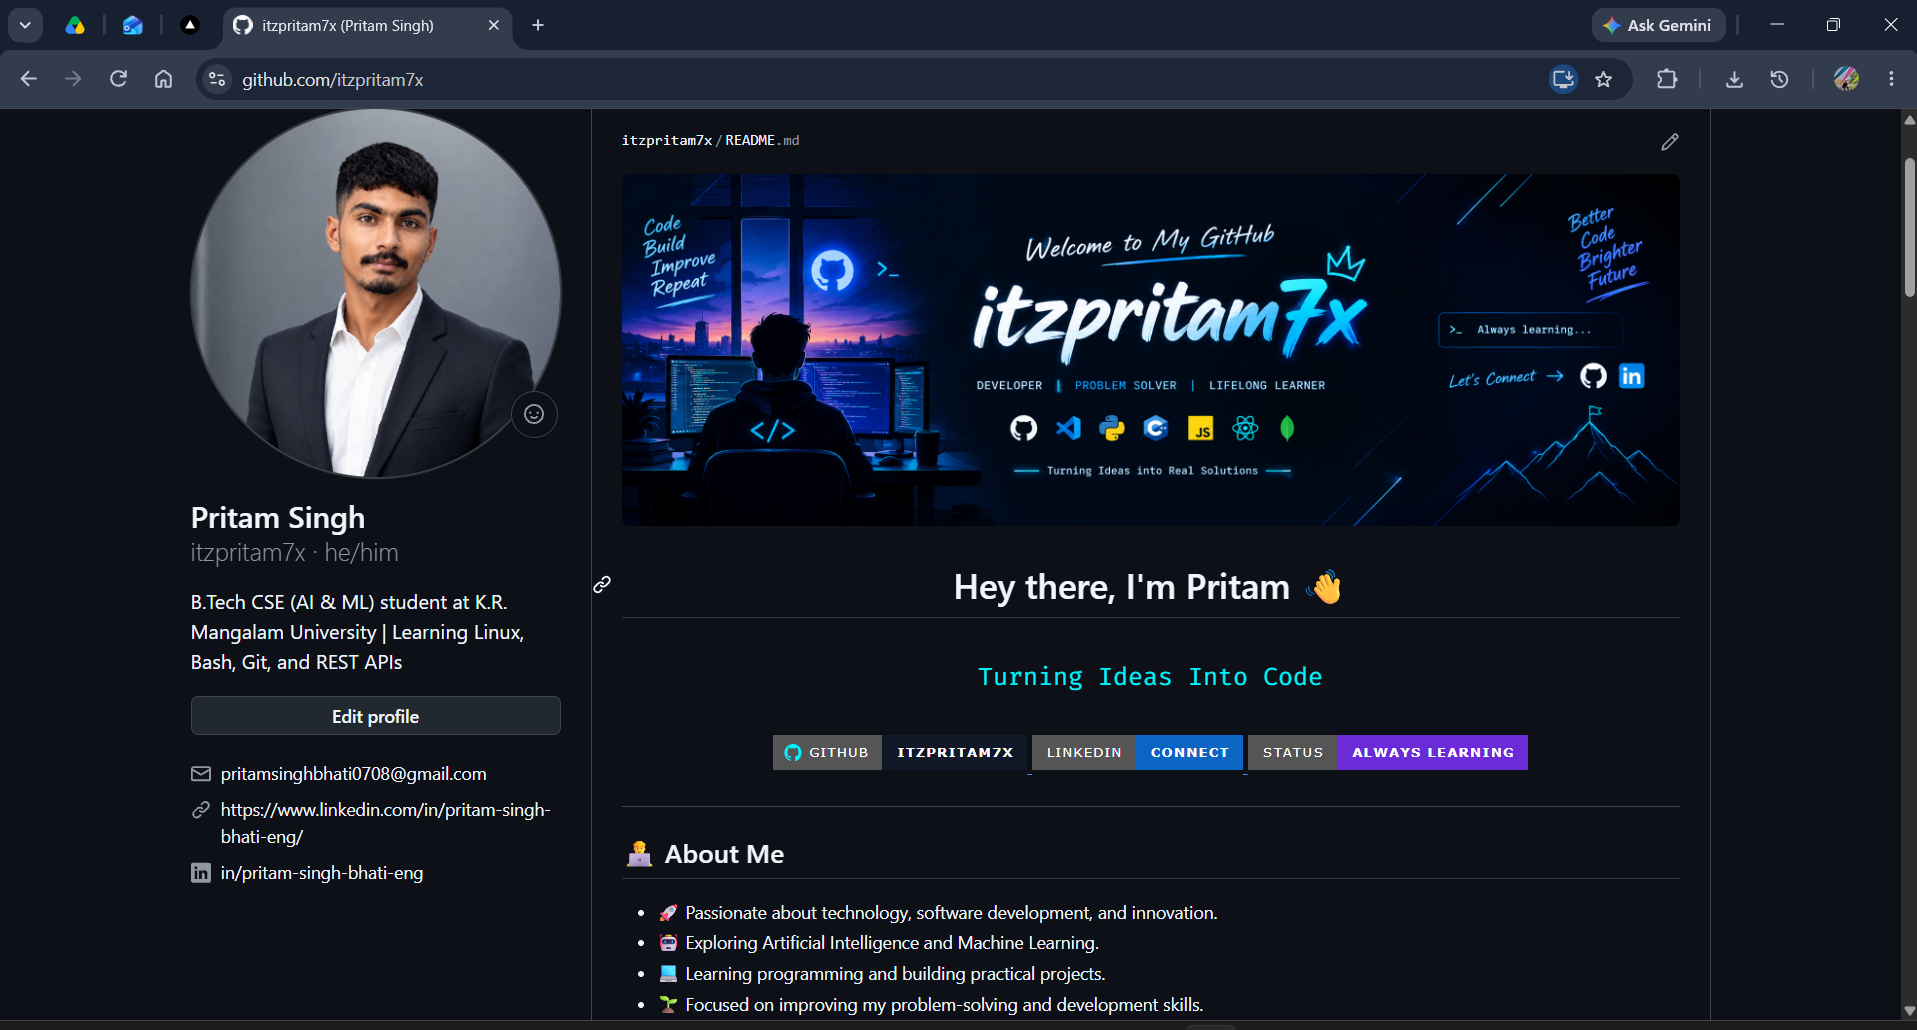 itzpritam7x (Pritam Singh)
Ask Gemini
github.com/itzpritam7x
Pritam Singh
itzpritam7x · he/him
B.Tech CSE (AI & ML) student at K.R.
Mangalam University | Learning Linux,
Bash, Git, and REST APIs
Edit profile
pritamsinghbhati0708@gmail.com
https://www.linkedin.com/in/pritam-singh-
bhati-eng/
in/pritam-singh-bhati-eng
itzpritam7x/README.md
Code
Build
Improve
Repeat
>_
</>
Welcome to My GitHub
itzpritam7x
DEVELOPER | PROBLEM SOLVER | LIFELONG LEARNER
C++
JS
Turning Ideas into Real Solutions
Better
Code
Brighter
Future
>_ Always learning...
Let's Connect →
in
Hey there, I'm Pritam 👋
Turning Ideas Into Code
GITHUB ITZPRITAM7X
LINKEDIN CONNECT
STATUS ALWAYS LEARNING
👨‍💻 About Me
• 🚀 Passionate about technology, software development, and innovation.
• 🤖 Exploring Artificial Intelligence and Machine Learning.
• 💻 Learning programming and building practical projects.
• 🌱 Focused on improving my problem-solving and development skills.